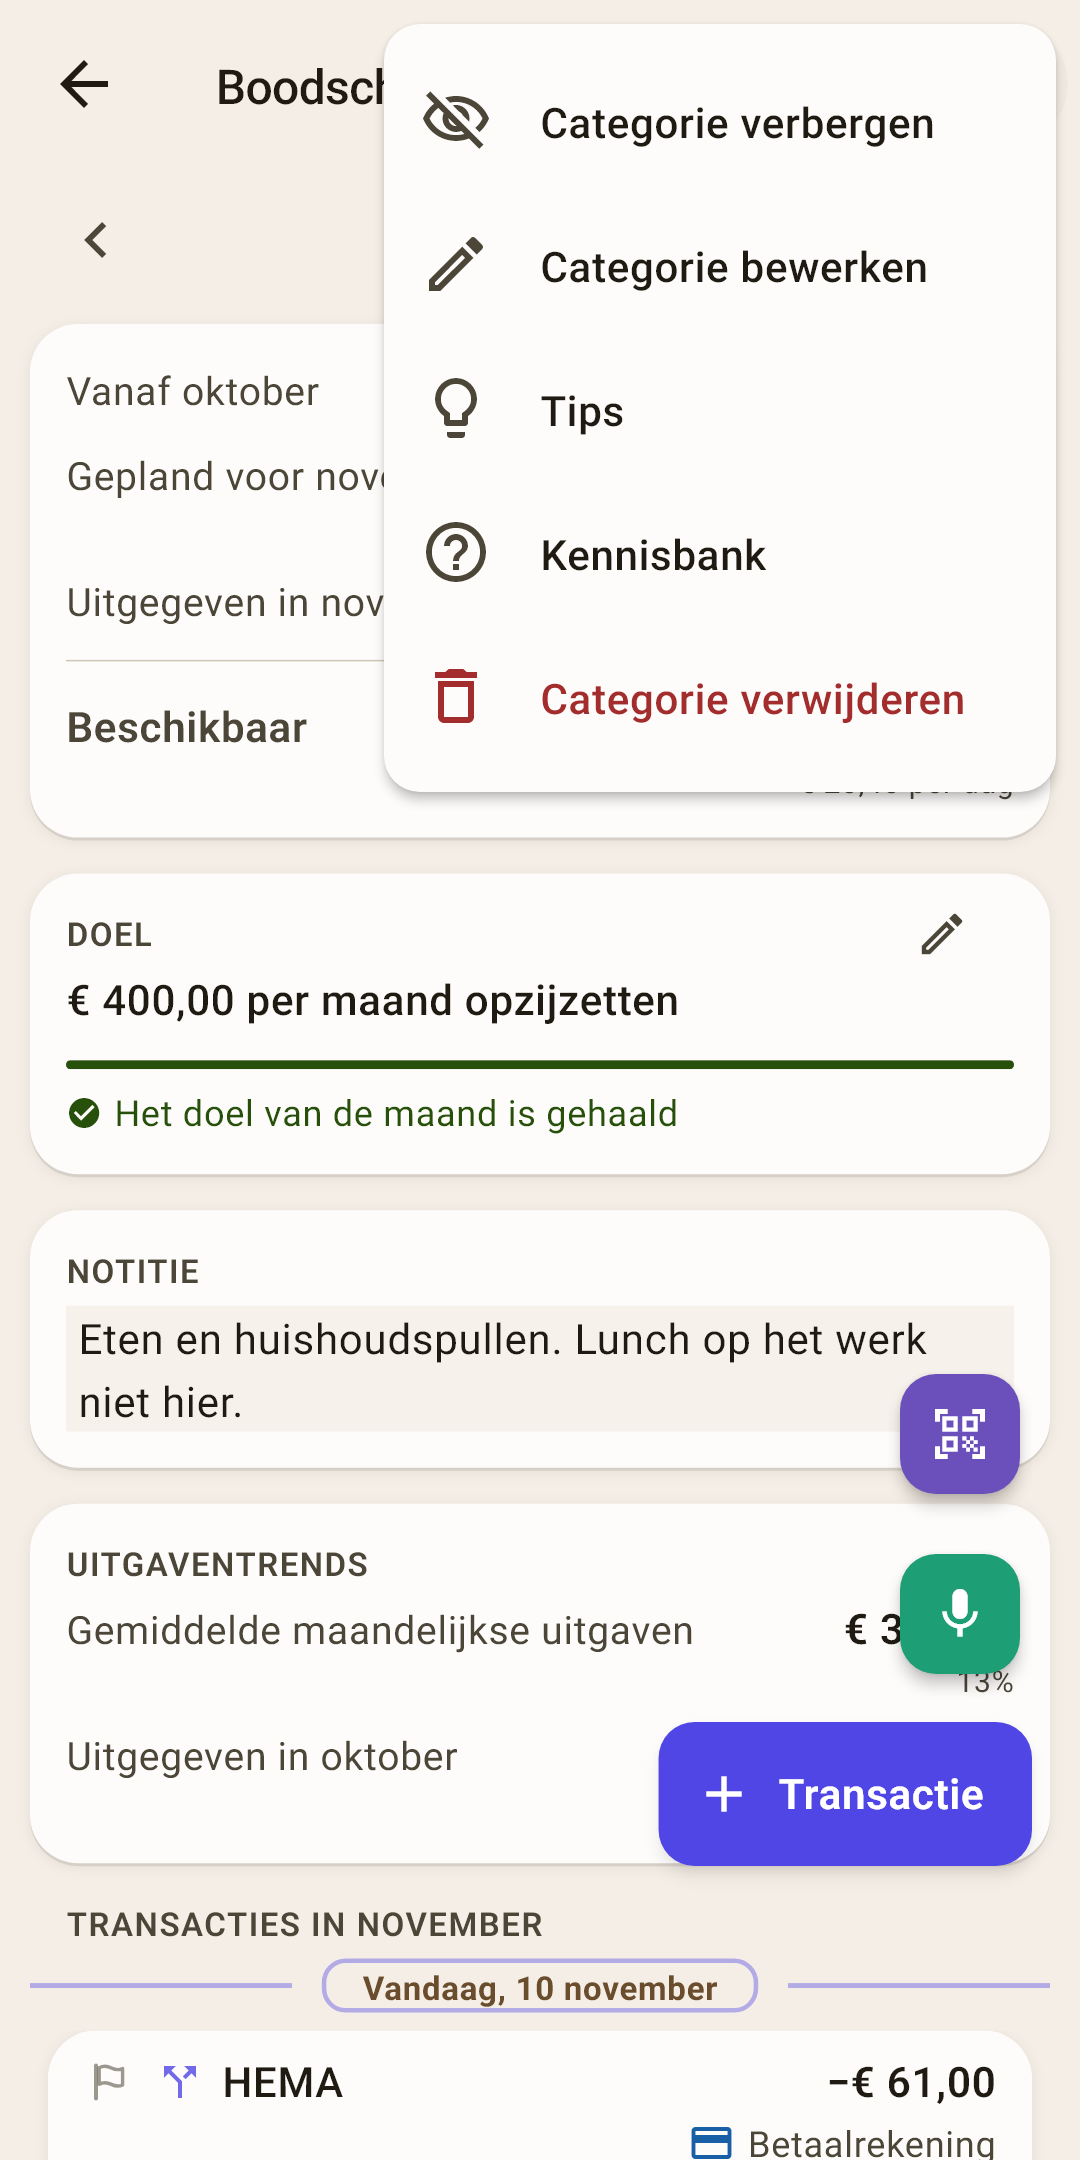 Boodsch
Categorie verbergen
Categorie bewerken
Tips
Kennisbank
Categorie verwijderen
Vanaf oktober
Gepland voor nov
Uitgegeven in nov
Beschikbaar
per dag
DOEL
€ 400,00 per maand opzijzetten
Het doel van de maand is gehaald
NOTITIE
Eten en huishoudspullen. Lunch op het werk
niet hier.
UITGAVENTRENDS
Gemiddelde maandelijkse uitgaven € 3
13%
Uitgegeven in oktober
Transactie
TRANSACTIES IN NOVEMBER
Vandaag, 10 november
HEMA −€ 61,00
Betaalrekening